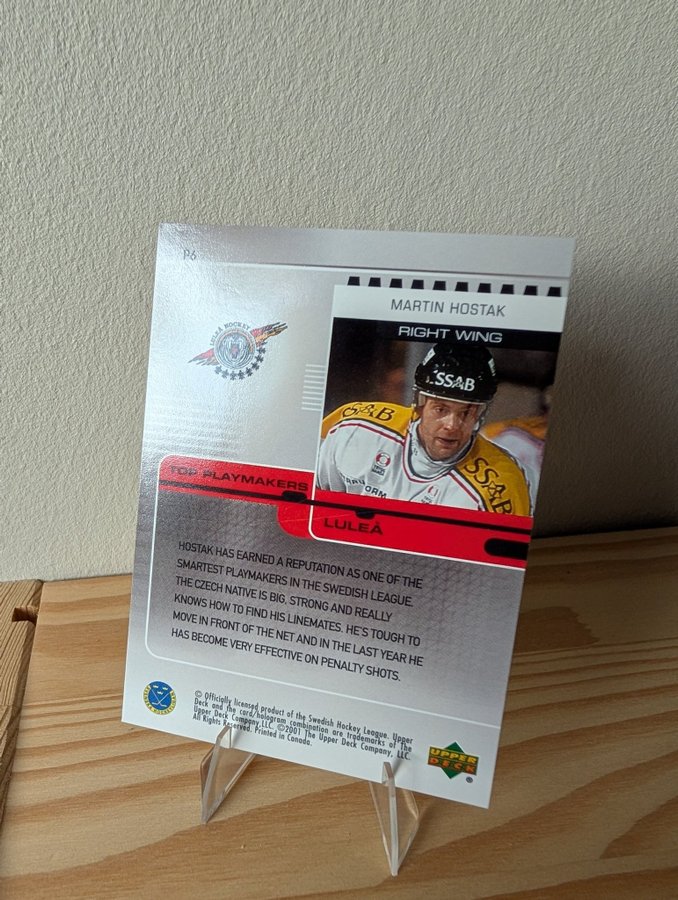 P6
MARTIN HOSTAK
RIGHT WING
HOCKEY
SSAB
SSAB
SSAB
TOP PLAYMAKERS
LULEÅ
HOSTAK HAS EARNED A REPUTATION AS ONE OF THE
SMARTEST PLAYMAKERS IN THE SWEDISH LEAGUE.
THE CZECH NATIVE IS BIG, STRONG AND REALLY
KNOWS HOW TO FIND HIS LINEMATES. HE'S TOUGH TO
MOVE IN FRONT OF THE NET AND IN THE LAST YEAR HE
HAS BECOME VERY EFFECTIVE ON PENALTY SHOTS.
© Officially licensed product of the Swedish Hockey League. Upper
Deck and the card/hologram combination are trademarks of The
Upper Deck Company, LLC. ©2001 The Upper Deck Company, LLC.
All Rights Reserved. Printed in Canada.
UPPER
DECK
®